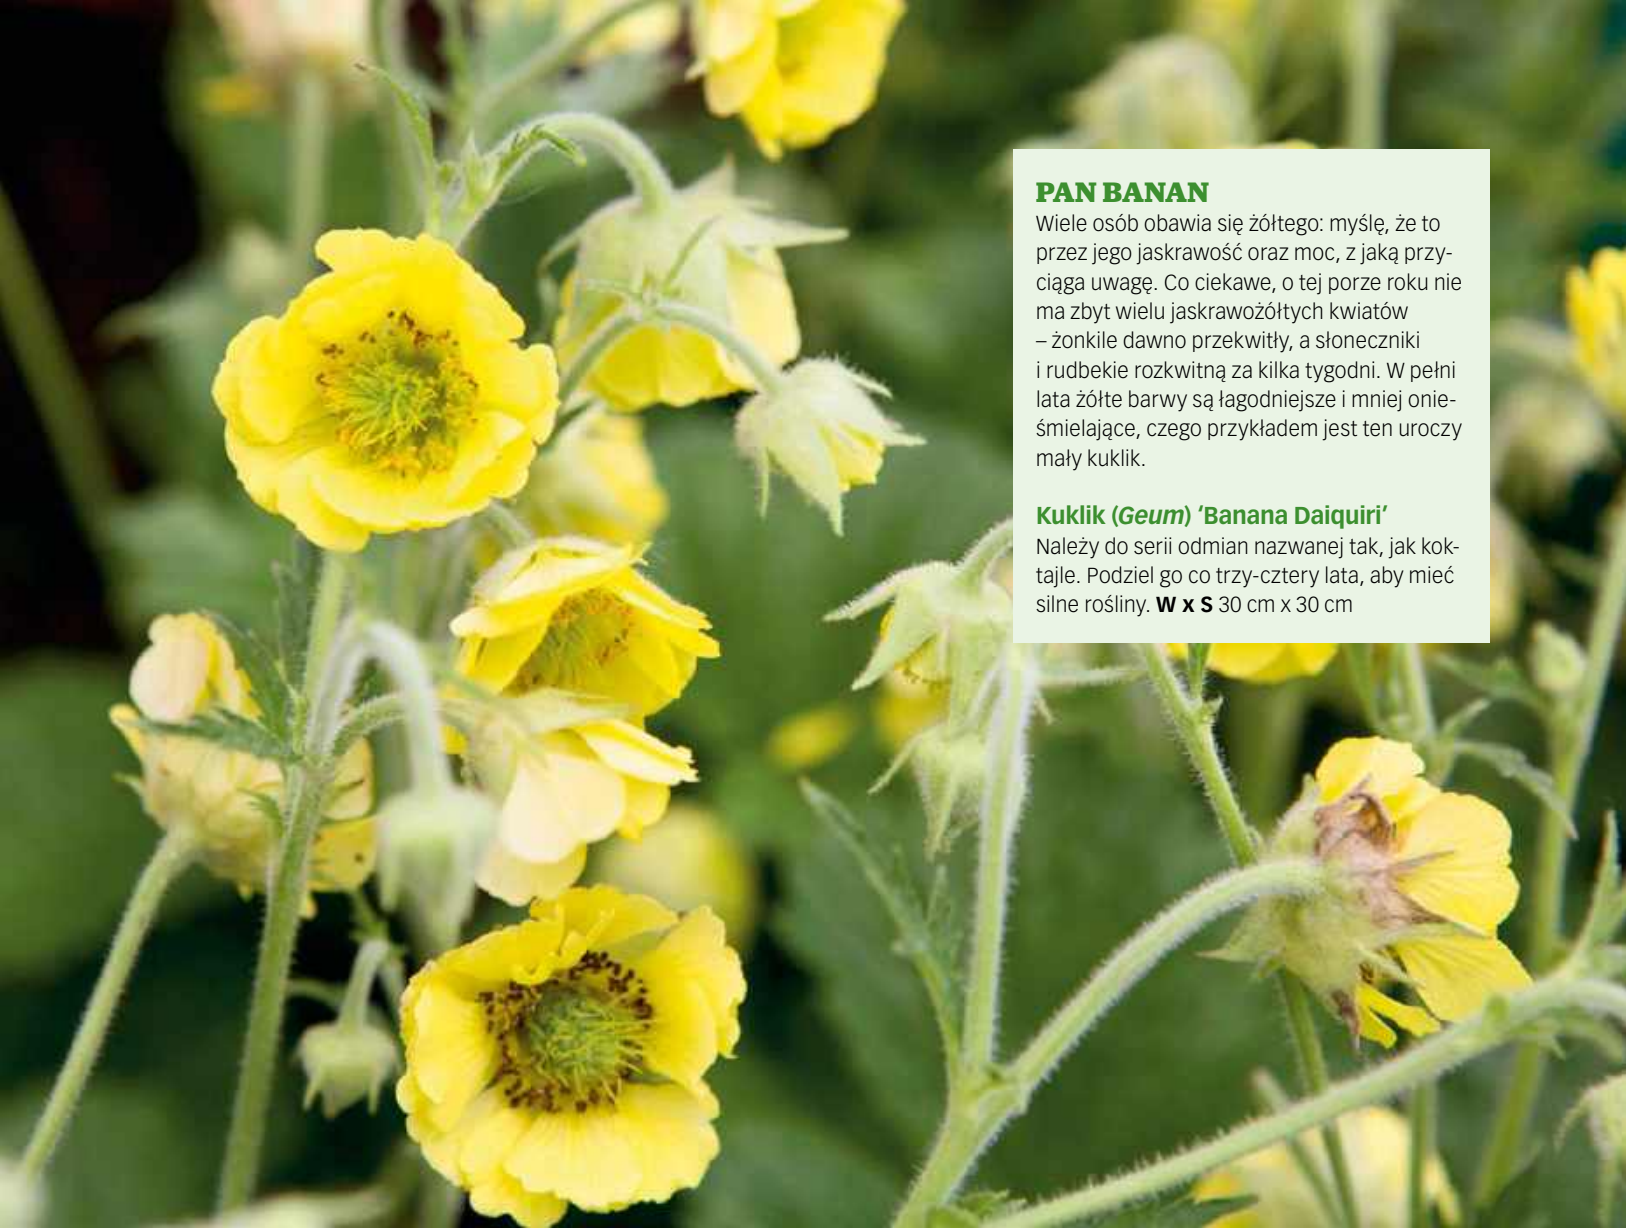 PAN BANAN
Wiele osób obawia się żółtego: myślę, że to
przez jego jaskrawość oraz moc, z jaką przy-
ciąga uwagę. Co ciekawe, o tej porze roku nie
ma zbyt wielu jaskrawożółtych kwiatów
– żonkile dawno przekwitły, a słoneczniki
i rudbekie rozkwitną za kilka tygodni. W pełni
lata żółte barwy są łagodniejsze i mniej onie-
śmielające, czego przykładem jest ten uroczy
mały kuklik.
Kuklik (Geum) ‘Banana Daiquiri’
Należy do serii odmian nazwanej tak, jak kok-
tajle. Podziel go co trzy-cztery lata, aby mieć
silne rośliny. W x S 30 cm x 30 cm